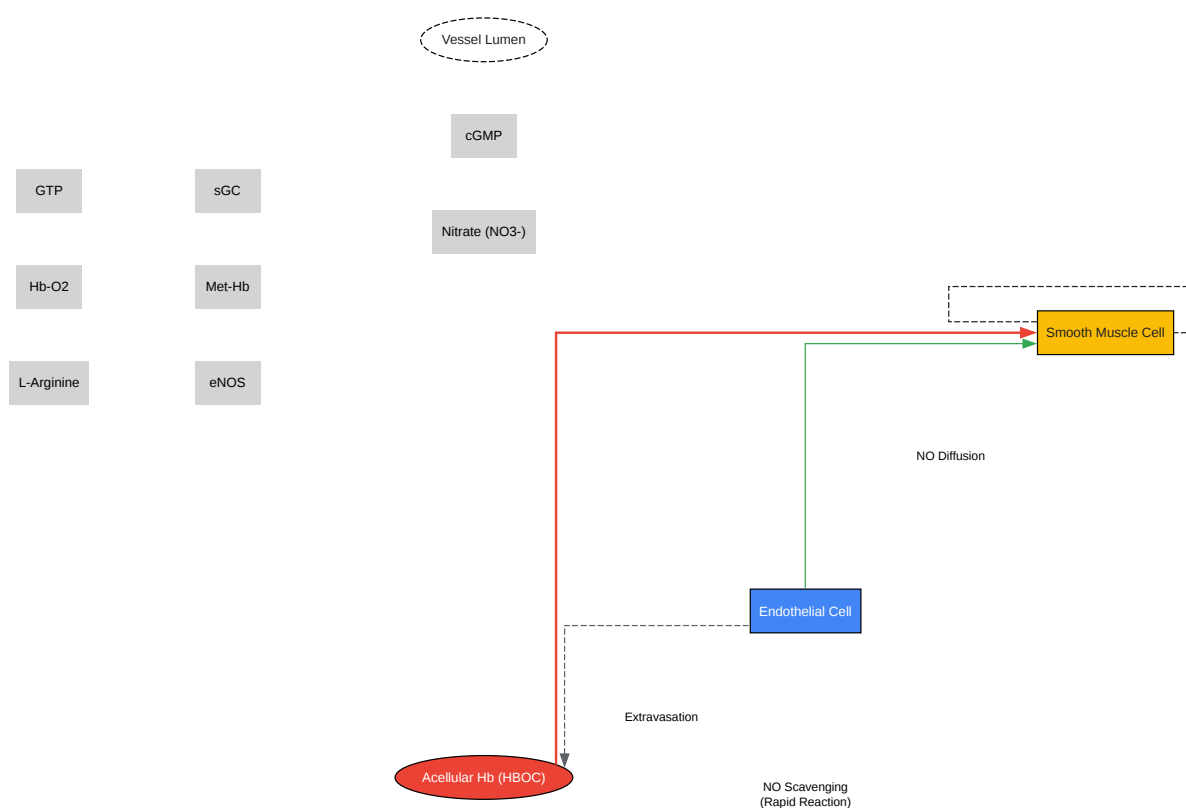 Vessel Lumen
cGMP
GTP
sGC
Nitrate (NO3-)
Hb-O2
Met-Hb
Smooth Muscle Cell
L-Arginine
eNOS
NO Diffusion
Endothelial Cell
Extravasation
Acellular Hb (HBOC)
NO Scavenging
(Rapid Reaction)